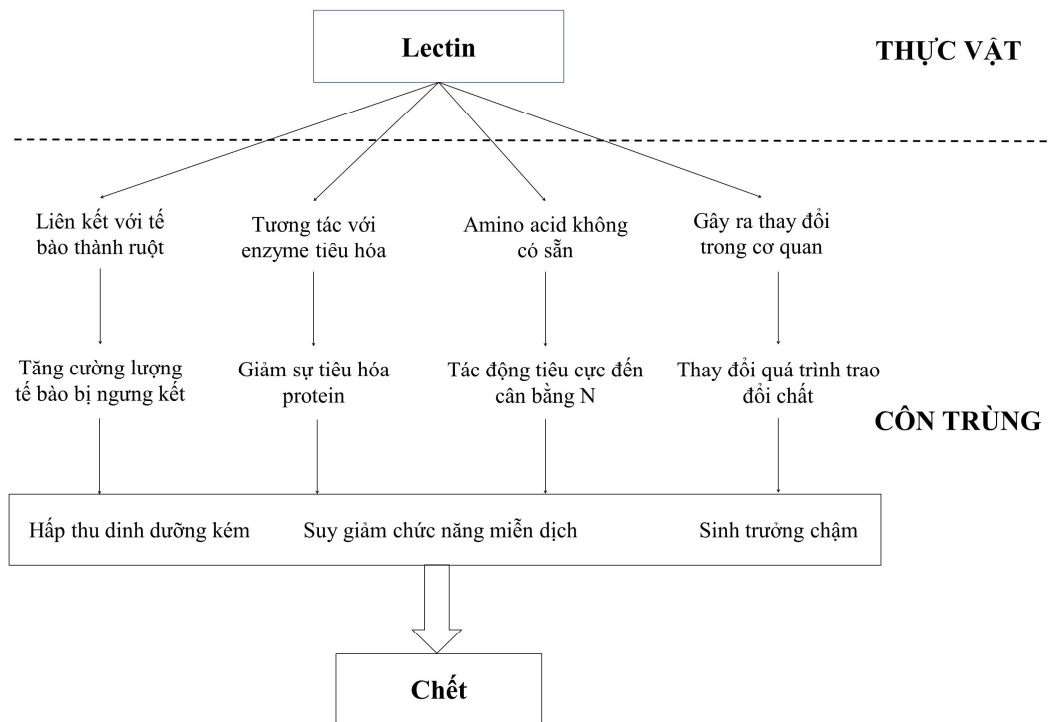 Lectin
THỰC VẬT
Liên kết với tế
bào thành ruột
Tương tác với
enzyme tiêu hóa
Amino acid không
có sẵn
Gây ra thay đổi
trong cơ quan
Tăng cường lượng
tế bào bị ngưng kết
Giảm sự tiêu hóa
protein
Tác động tiêu cực đến
cân bằng N
Thay đổi quá trình trao
đổi chất
CÔN TRÙNG
Hấp thu dinh dưỡng kém
Suy giảm chức năng miễn dịch
Sinh trưởng chậm
Chết